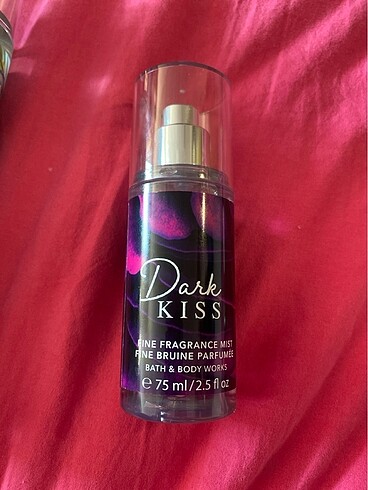 Dark
KISS
FINE FRAGRANCE MIST
FINE BRUINE PARFUMÉE
BATH & BODY WORKS
℮ 75 ml/2.5 fl oz